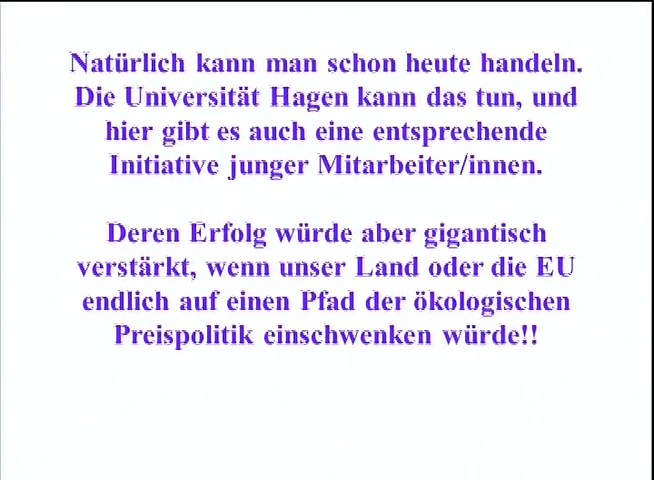 Natürlich kann man schon heute handeln.
Die Universität Hagen kann das tun, und
hier gibt es auch eine entsprechende
Initiative junger Mitarbeiter/innen.
Deren Erfolg würde aber gigantisch
verstärkt, wenn unser Land oder die EU
endlich auf einen Pfad der ökologischen
Preispolitik einschwenken würde!!